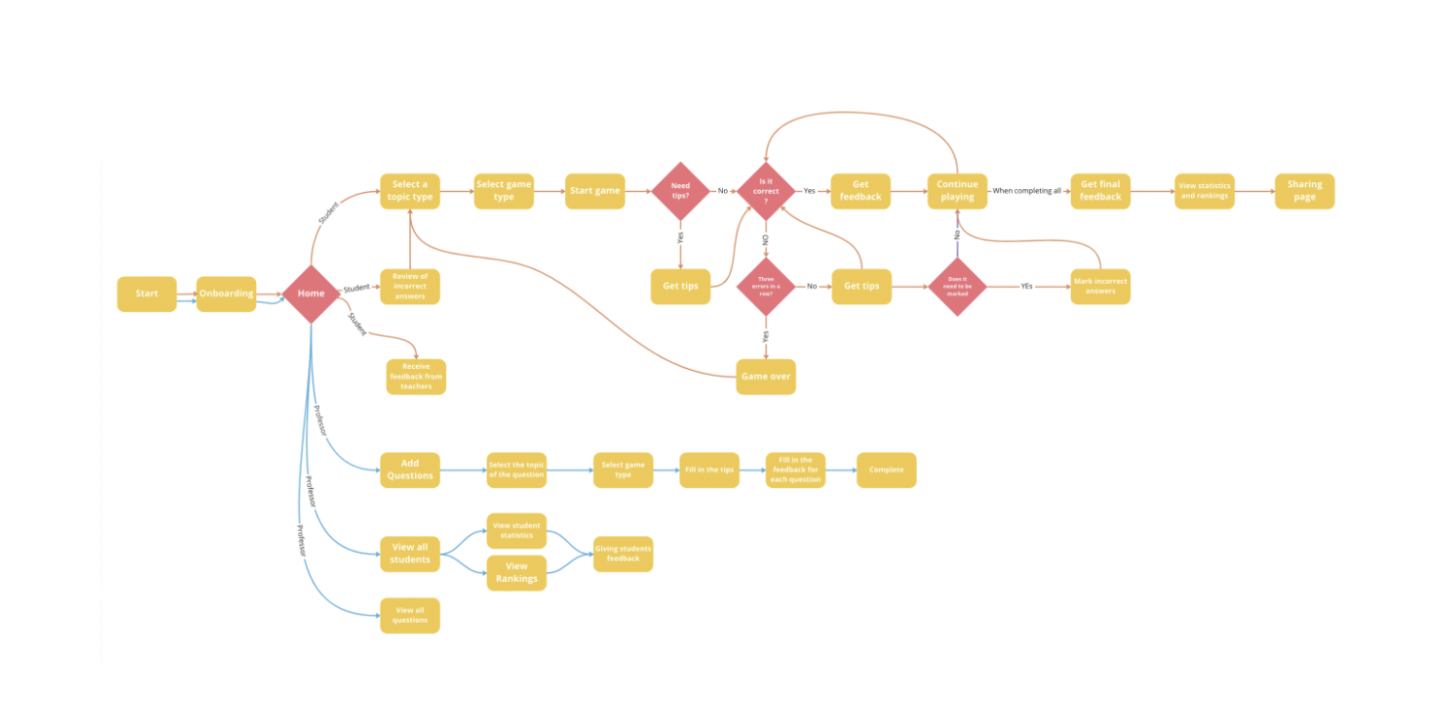 Start
Onboarding
Home
Student
Select a
topic type
Select game
type
Start game
Need
tips?
No
Yes
Get tips
Is it
correct
?
Yes
Get
feedback
Continue
playing
When completing all
Get final
feedback
View statistics
and rankings
Sharing
page
NO
Three
errors in a
row?
No
Get tips
Does it
need to be
marked
No
YEs
Mark incorrect
answers
Yes
Game over
Student
Review of
incorrect
answers
Student
Receive
feedback from
teachers
Professor
Add
Questions
Select the topic
of the question
Select game
type
Fill in the tips
Fill in the
feedback for
each question
Complete
Professor
View all
students
View student
statistics
View
Rankings
Giving students
feedback
Professor
View all
questions